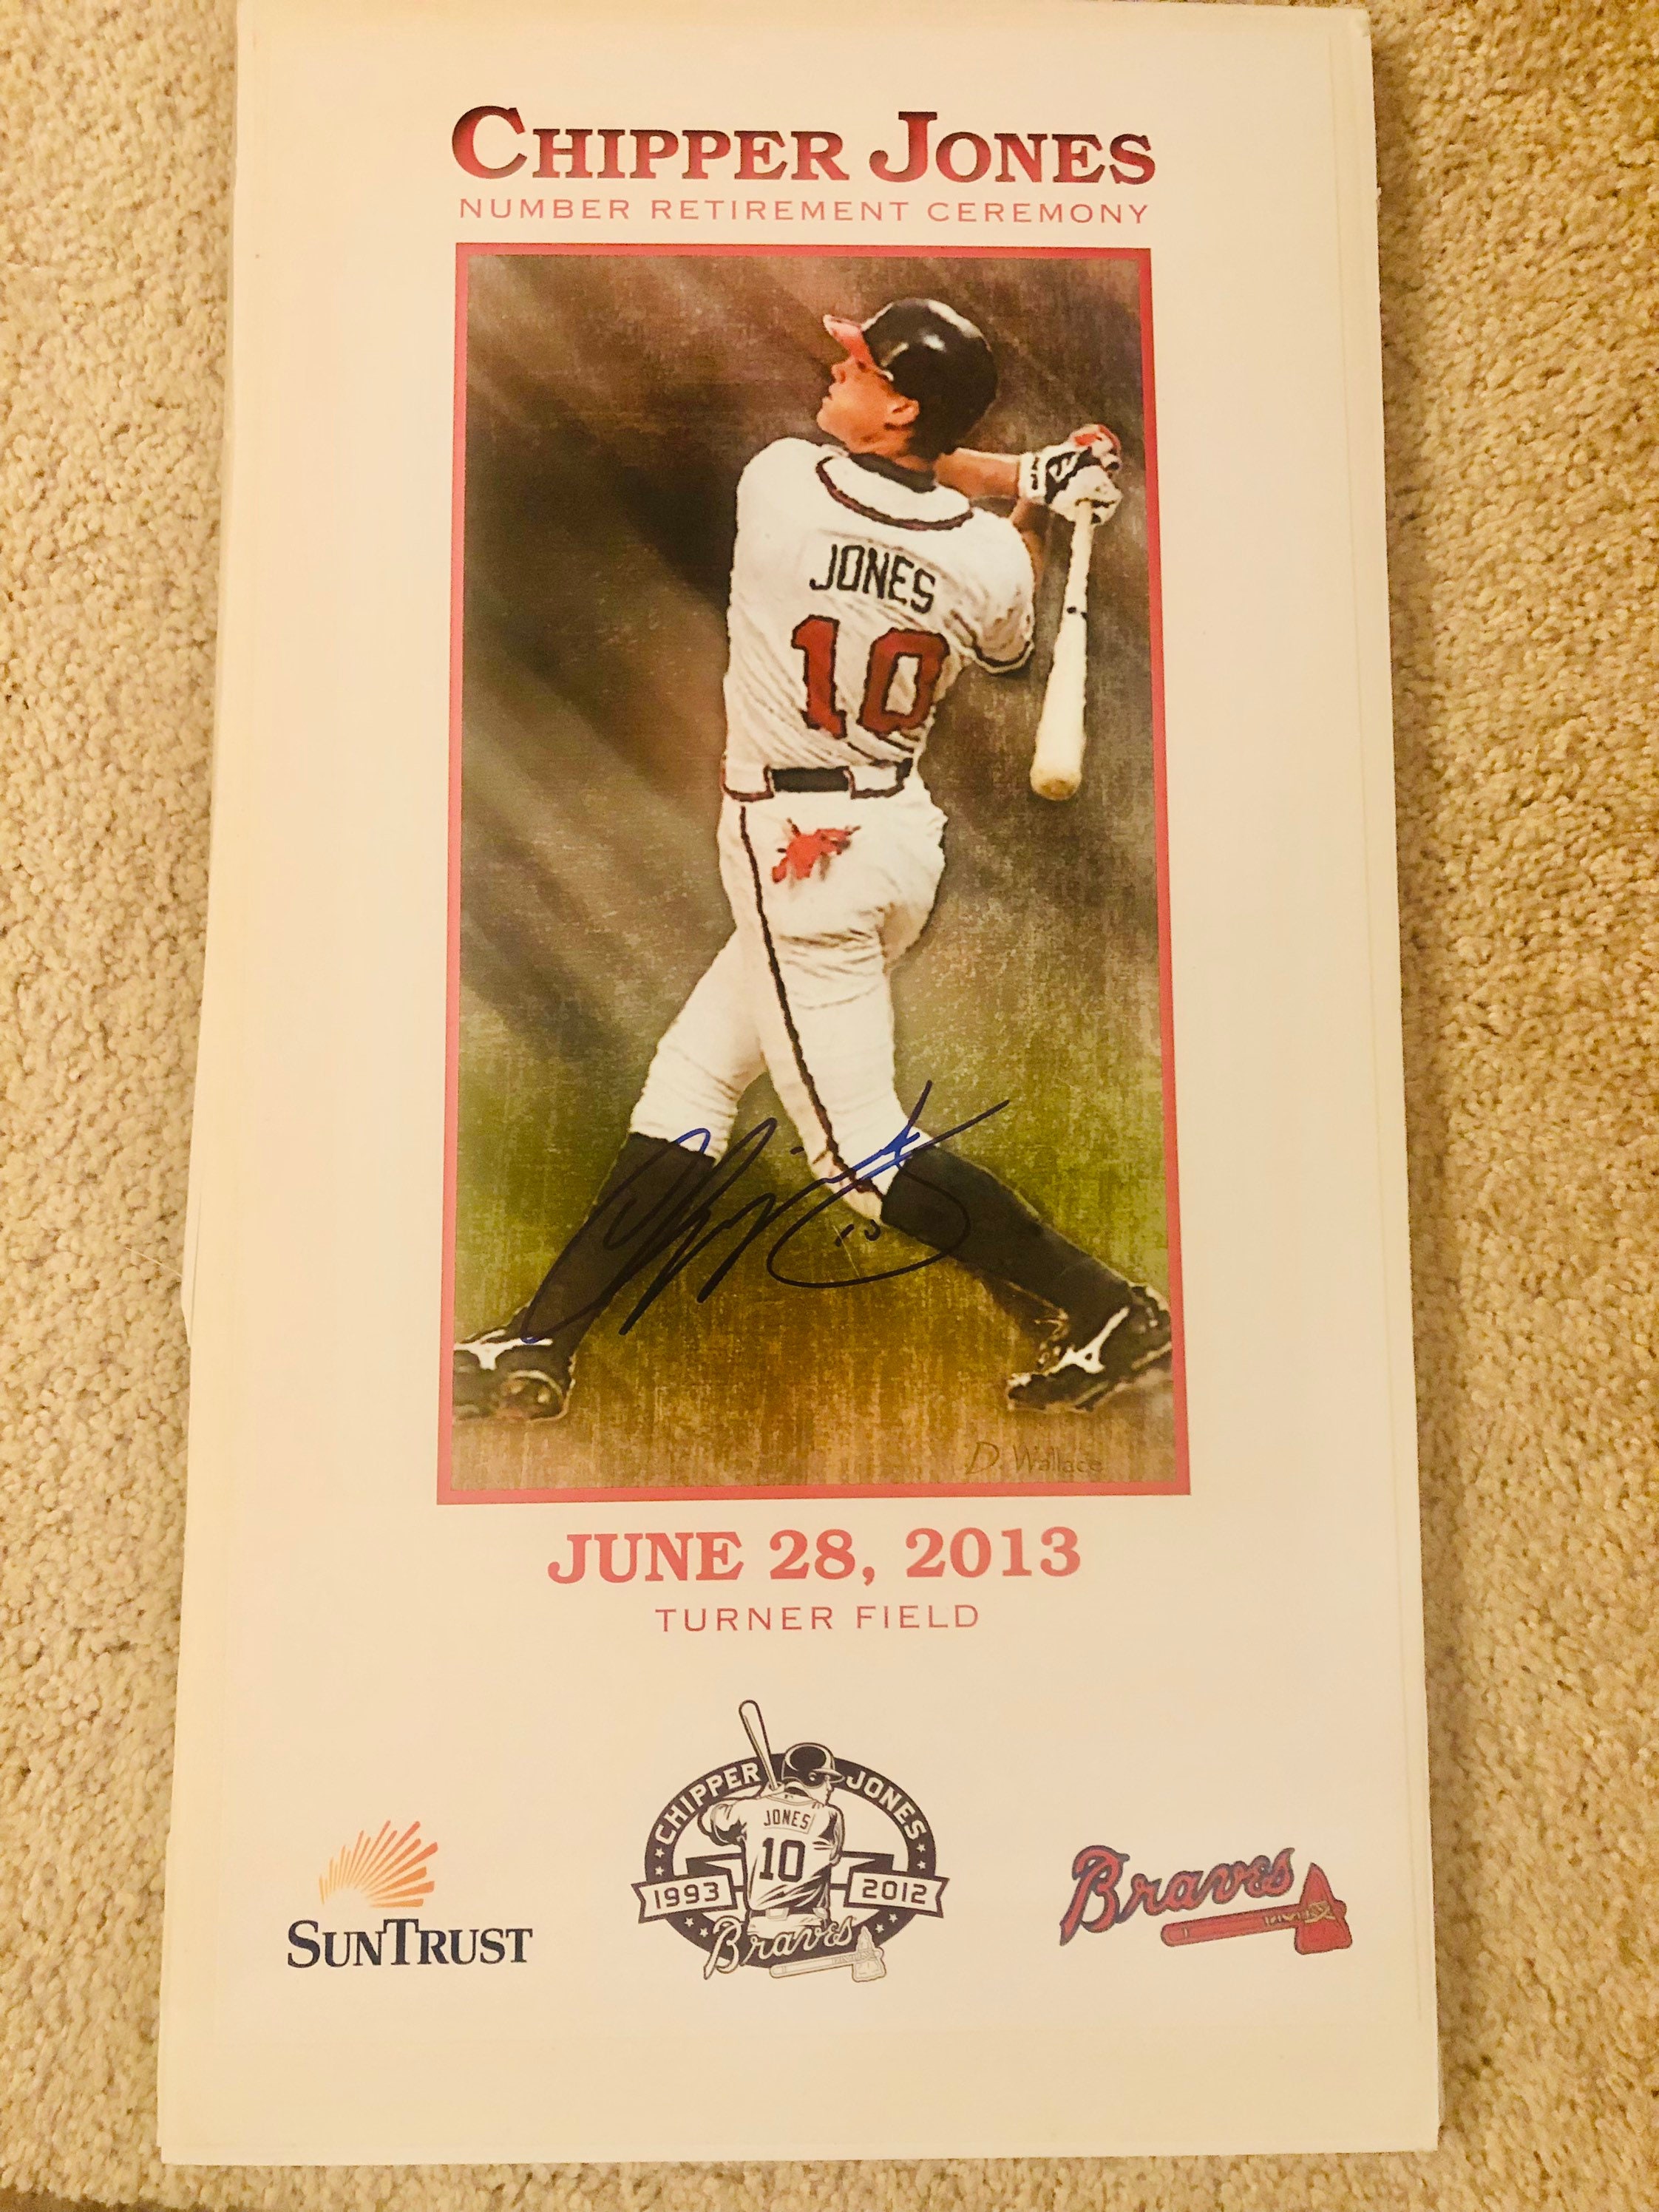 CHIPPER JONES
NUMBER RETIREMENT CEREMONY
JONES
10
10
D. Wallace
JUNE 28, 2013
TURNER FIELD
SUNTRUST
CHIPPER JONES
JONES
10
1993 2012
Braves
Braves